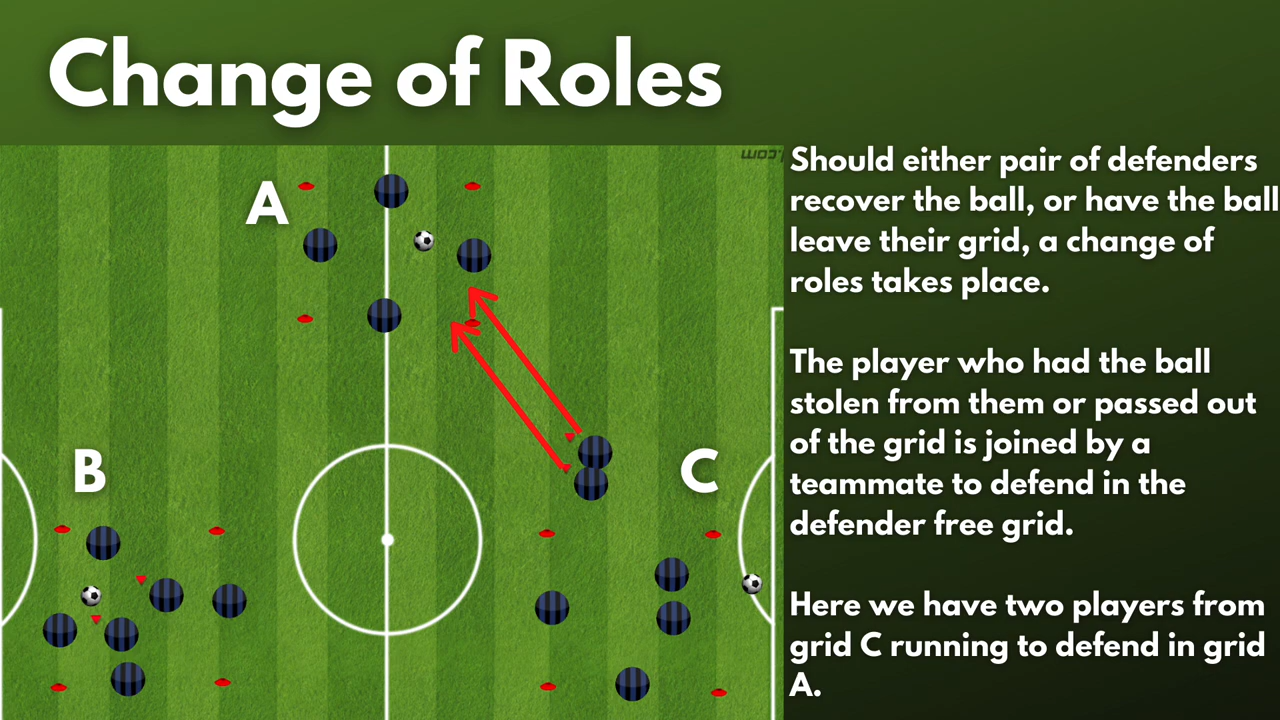 Change of Roles
A
B
C
Should either pair of defenders
recover the ball, or have the ball
leave their grid, a change of
roles takes place.
The player who had the ball
stolen from them or passed out
of the grid is joined by a
teammate to defend in the
defender free grid.
Here we have two players from
grid C running to defend in grid
A.